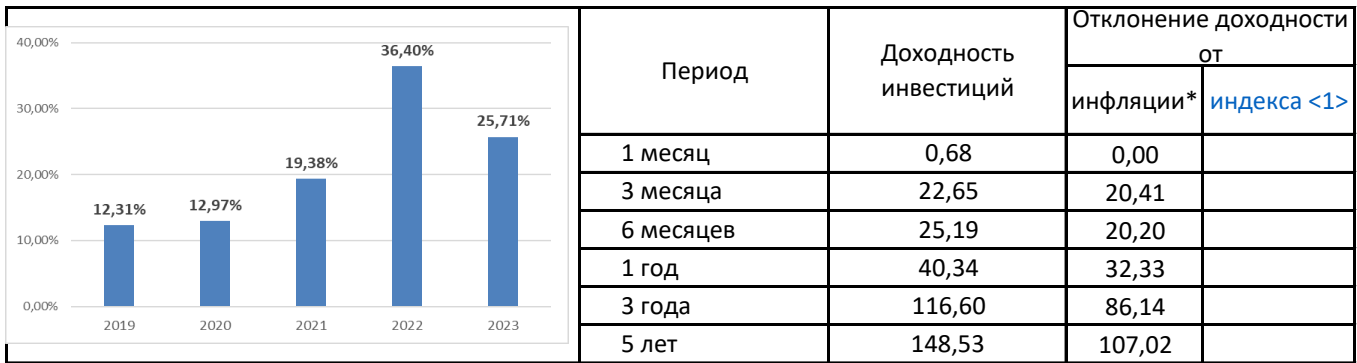 40,00%
30,00%
20,00%
10,00%
0,00%
12,31%
12,97%
19,38%
36,40%
25,71%
2019 2020 2021 2022 2023
Период Доходность инвестиций Отклонение доходности от
инфляции* индекса <1>
1 месяц 0,68 0,00
3 месяца 22,65 20,41
6 месяцев 25,19 20,20
1 год 40,34 32,33
3 года 116,60 86,14
5 лет 148,53 107,02